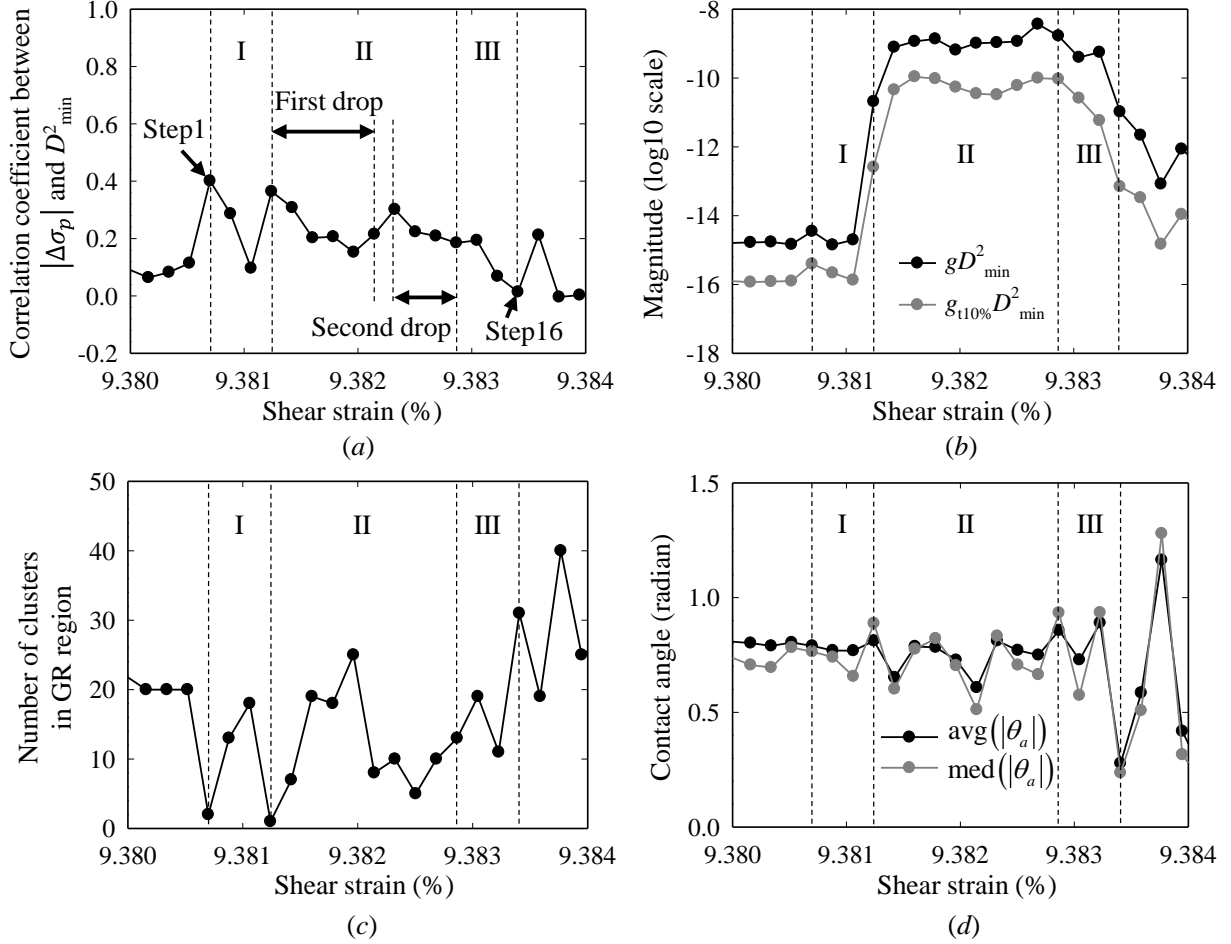 Correlation coefficient between
|Δσp| and D²min
1.0
0.8
0.6
0.4
0.2
0.0
-0.2
I
II
III
First drop
Step1
Second drop
Step16
9.380
9.381
9.382
9.383
9.384
Shear strain (%)
(a)
Magnitude (log10 scale)
-8
-10
-12
-14
-16
-18
I
II
III
gD²min
gt10%D²min
9.380
9.381
9.382
9.383
9.384
Shear strain (%)
(b)
Number of clusters
in GR region
50
40
30
20
10
0
I
II
III
9.380
9.381
9.382
9.383
9.384
Shear strain (%)
(c)
Contact angle (radian)
1.5
1.0
0.5
0.0
I
II
III
avg(|θa|)
med(|θa|)
9.380
9.381
9.382
9.383
9.384
Shear strain (%)
(d)